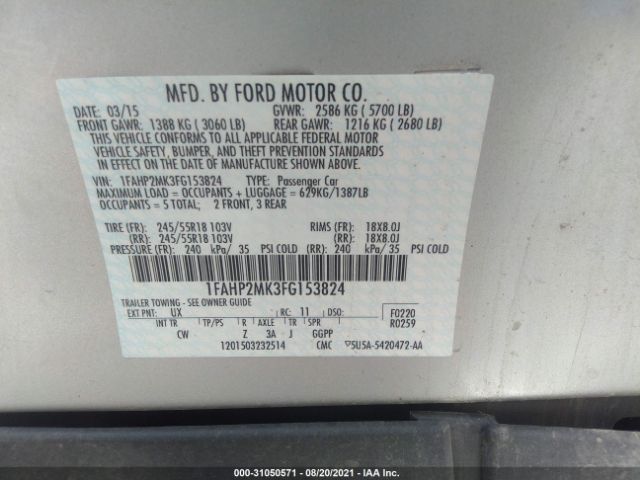 MFD. BY FORD MOTOR CO.
DATE: 03/15 GVWR: 2586 KG ( 5700 LB)
FRONT GAWR: 1388 KG ( 3060 LB) REAR GAWR: 1216 KG ( 2680 LB)
THIS VEHICLE CONFORMS TO ALL APPLICABLE FEDERAL MOTOR
VEHICLE SAFETY, BUMPER, AND THEFT PREVENTION STANDARDS
IN EFFECT ON THE DATE OF MANUFACTURE SHOWN ABOVE.
VIN: 1FAHP2MK3FG153824 TYPE: Passenger Car
MAXIMUM LOAD = OCCUPANTS + LUGGAGE = 629KG/1387LB
OCCUPANTS = 5 TOTAL; 2 FRONT, 3 REAR
TIRE (FR): 245/55R18 103V RIMS (FR): 18X8.0J
(RR): 245/55R18 103V (RR): 18X8.0J
PRESSURE (FR): 240 kPa/ 35 PSI COLD (RR): 240 kPa/ 35 PSI COLD
1FAHP2MK3FG153824
TRAILER TOWING - SEE OWNER GUIDE
EXT PNT: UX RC: 11 DSO: F0220
INT TR TP/PS R AXLE TR SPR R0259
CW Z 3A J GGPP
1201503232514 CMC ▽5U5A-5420472-AA
000-31050571 — 08/20/2021 — IAA Inc.